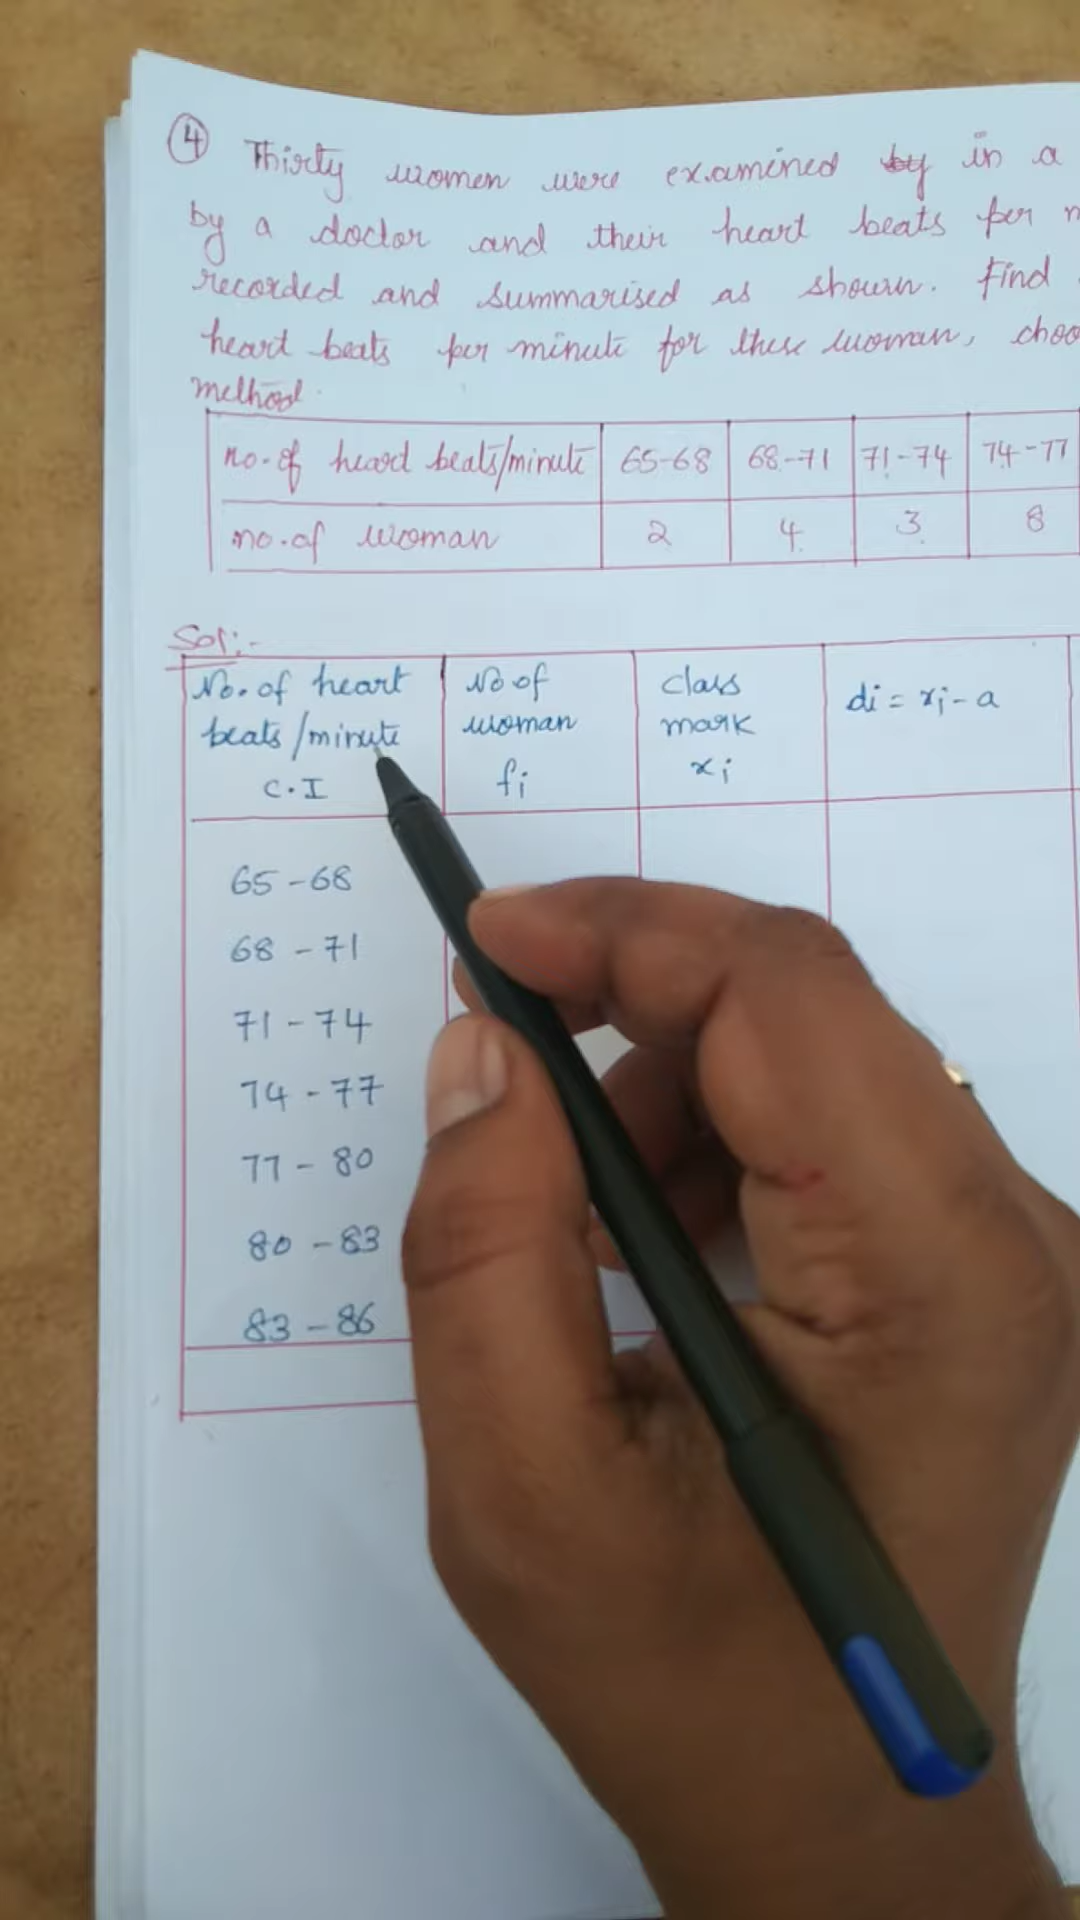 4 Thirty women were examined by in a
by a doctor and their heart beats per
recorded and summarised as shown. Find
heart beats per minute for these woman,
method.
no. of heart beats/minute 65-68 68-71 71-74 74-77
no. of woman 2 4 3 8
Sol:-
No. of heart beats/minute C.I
No of woman fi
class mark xi
di = xi - a
65 - 68
68 - 71
71 - 74
74 - 77
77 - 80
80 - 83
83 - 86